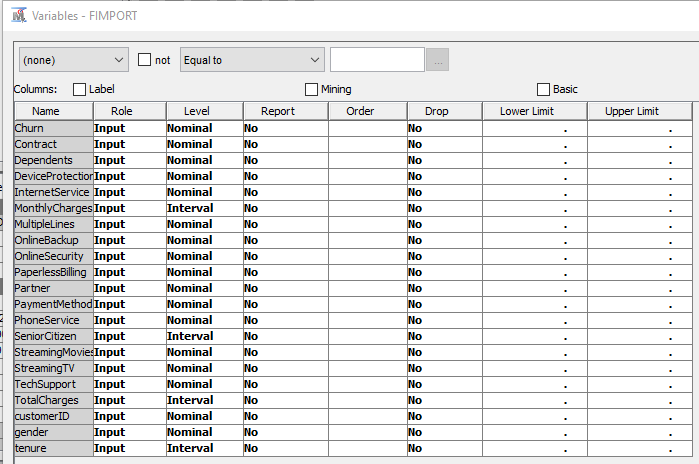 Variables - FIMPORT
(none) not Equal to ...
Columns: Label Mining Basic
Name Role Level Report Order Drop Lower Limit Upper Limit
Churn Input Nominal No No . .
Contract Input Nominal No No . .
Dependents Input Nominal No No . .
DeviceProtection Input Nominal No No . .
InternetService Input Nominal No No . .
MonthlyCharges Input Interval No No . .
MultipleLines Input Nominal No No . .
OnlineBackup Input Nominal No No . .
OnlineSecurity Input Nominal No No . .
PaperlessBilling Input Nominal No No . .
Partner Input Nominal No No . .
PaymentMethod Input Nominal No No . .
PhoneService Input Nominal No No . .
SeniorCitizen Input Interval No No . .
StreamingMovies Input Nominal No No . .
StreamingTV Input Nominal No No . .
TechSupport Input Nominal No No . .
TotalCharges Input Interval No No . .
customerID Input Nominal No No . .
gender Input Nominal No No . .
tenure Input Interval No No . .